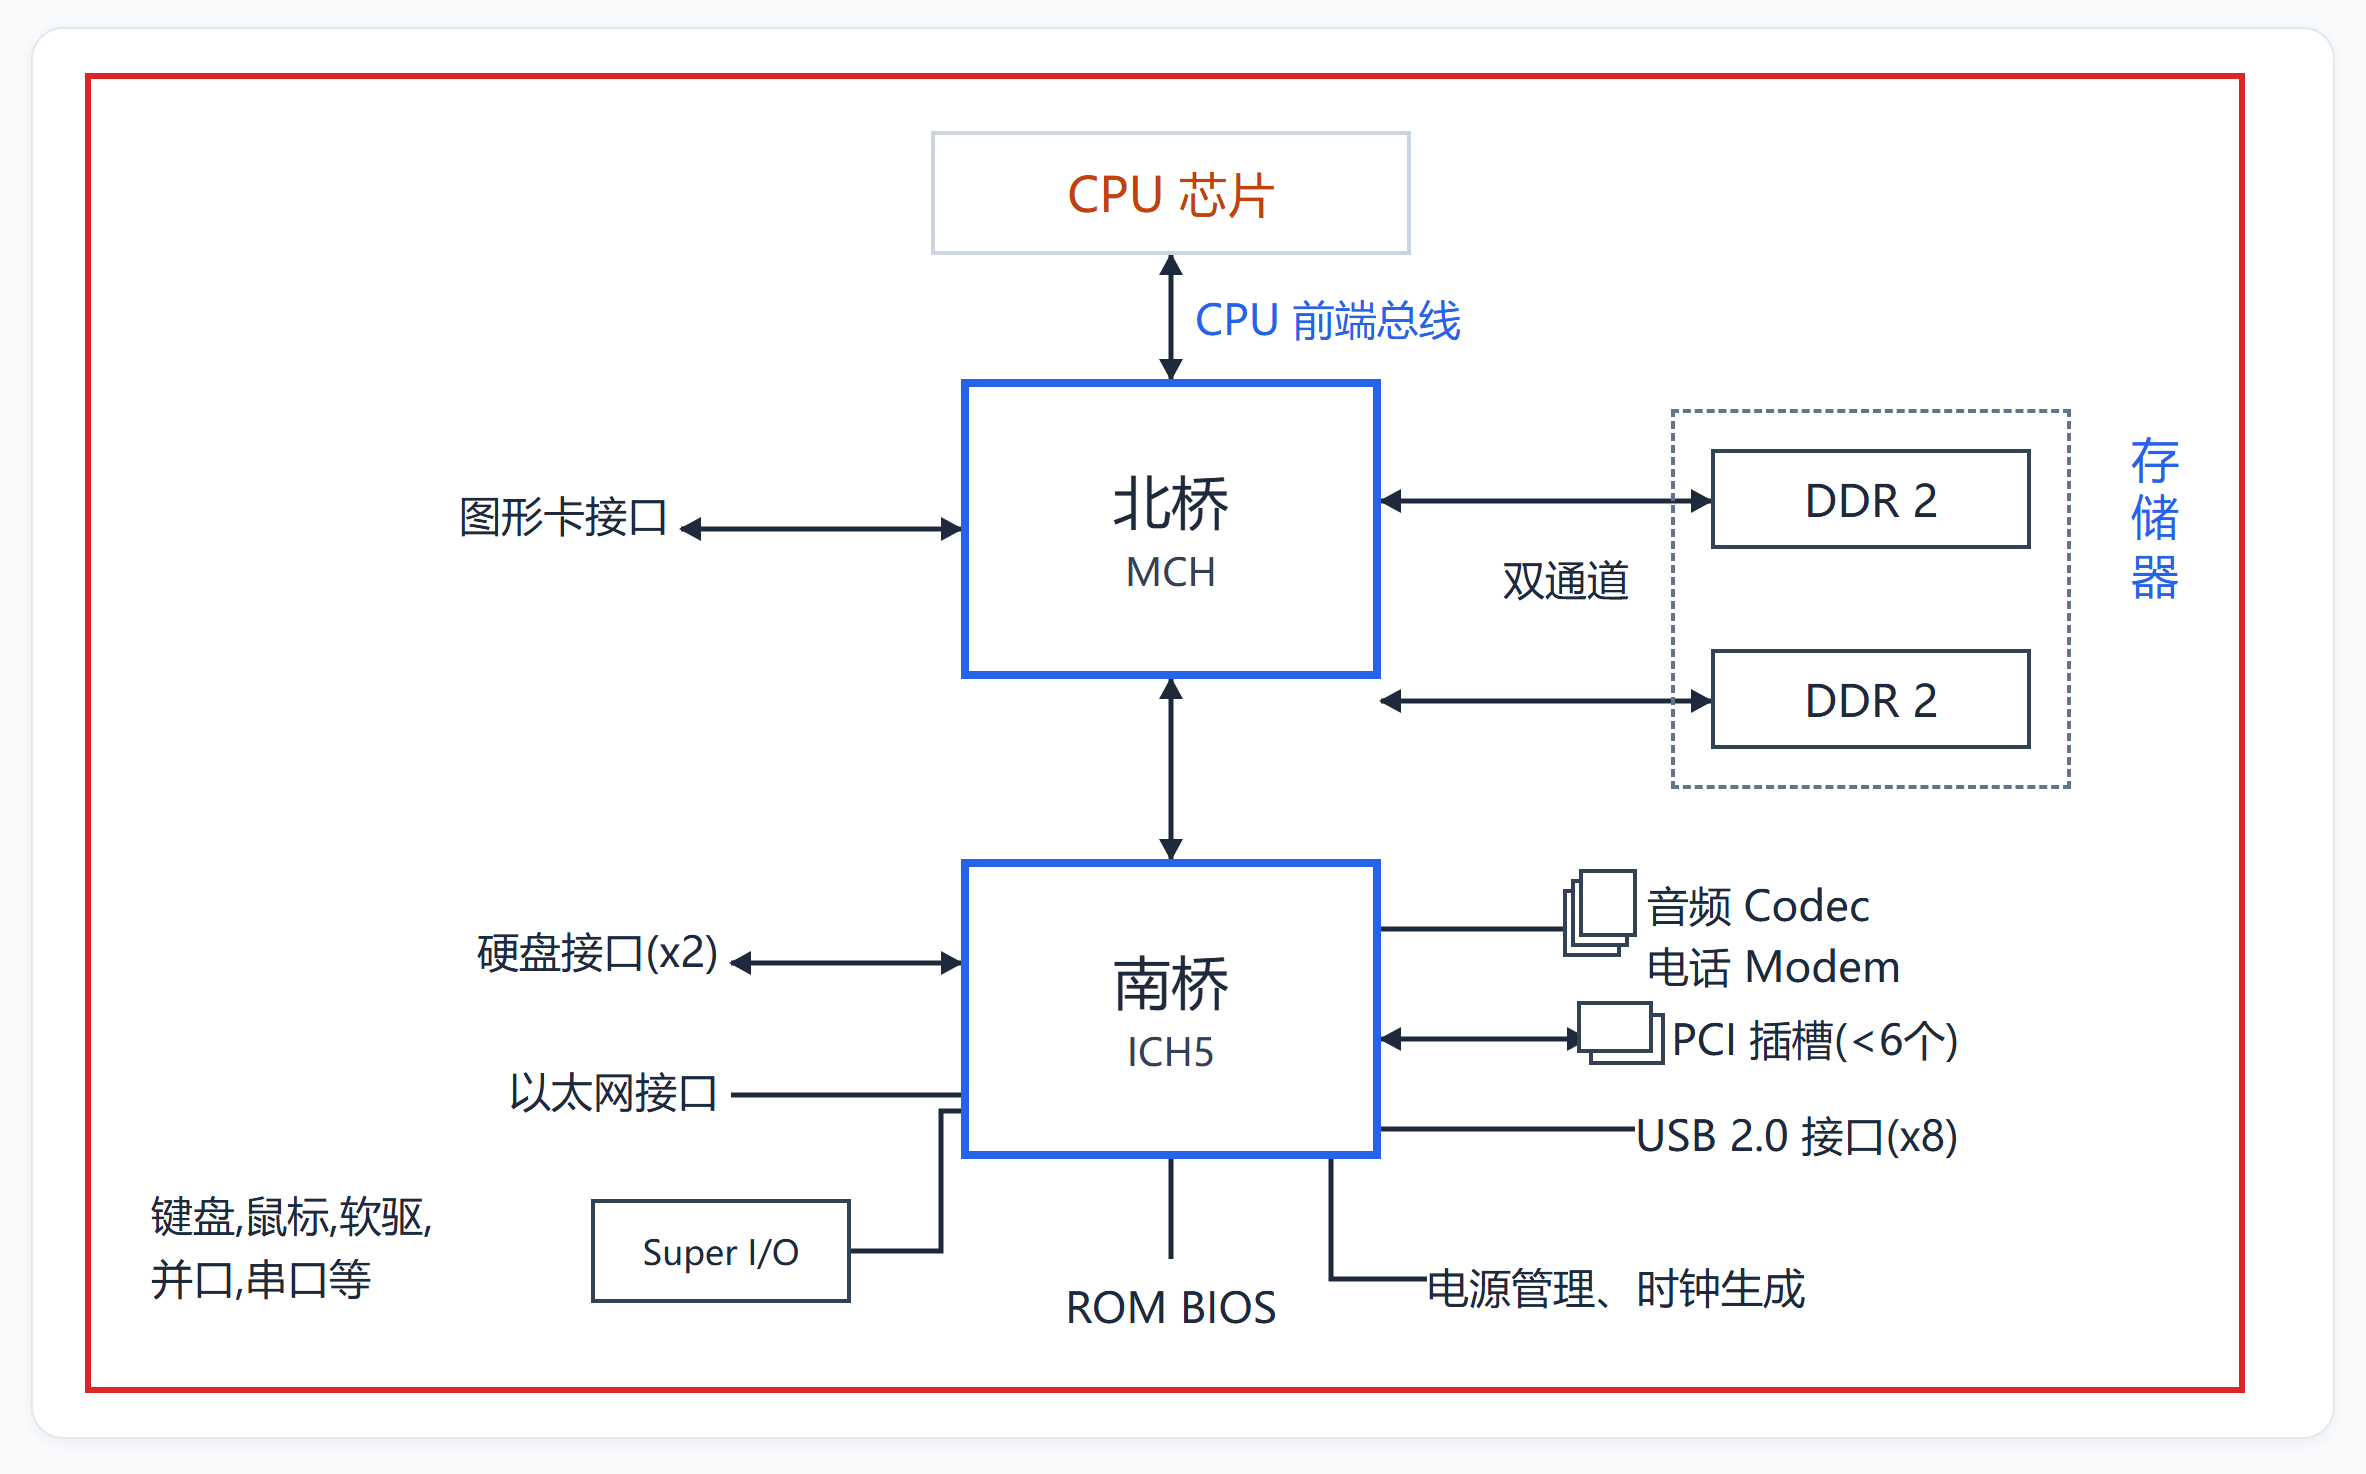 CPU 芯片
CPU 前端总线
北桥
MCH
图形卡接口
双通道
DDR 2
DDR 2
存储器
南桥
ICH5
硬盘接口(x2)
以太网接口
音频 Codec
电话 Modem
PCI 插槽(<6个)
USB 2.0 接口(x8)
键盘,鼠标,软驱,
并口,串口等
Super I/O
ROM BIOS
电源管理、时钟生成